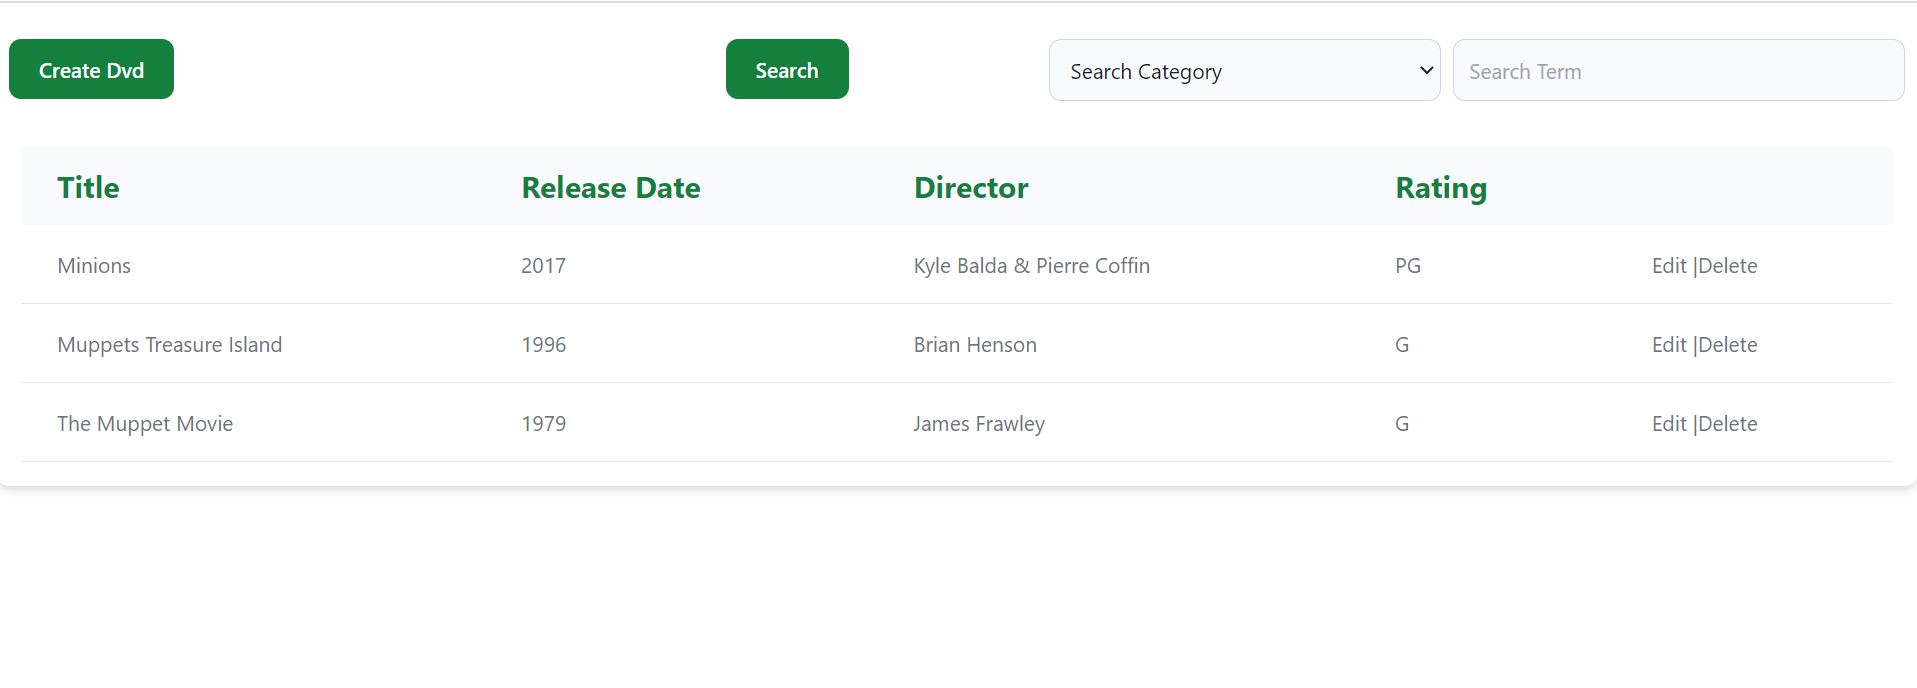 Create Dvd Search Search Category Search Term
Title Release Date Director Rating
Minions 2017 Kyle Balda & Pierre Coffin PG Edit |Delete
Muppets Treasure Island 1996 Brian Henson G Edit |Delete
The Muppet Movie 1979 James Frawley G Edit |Delete